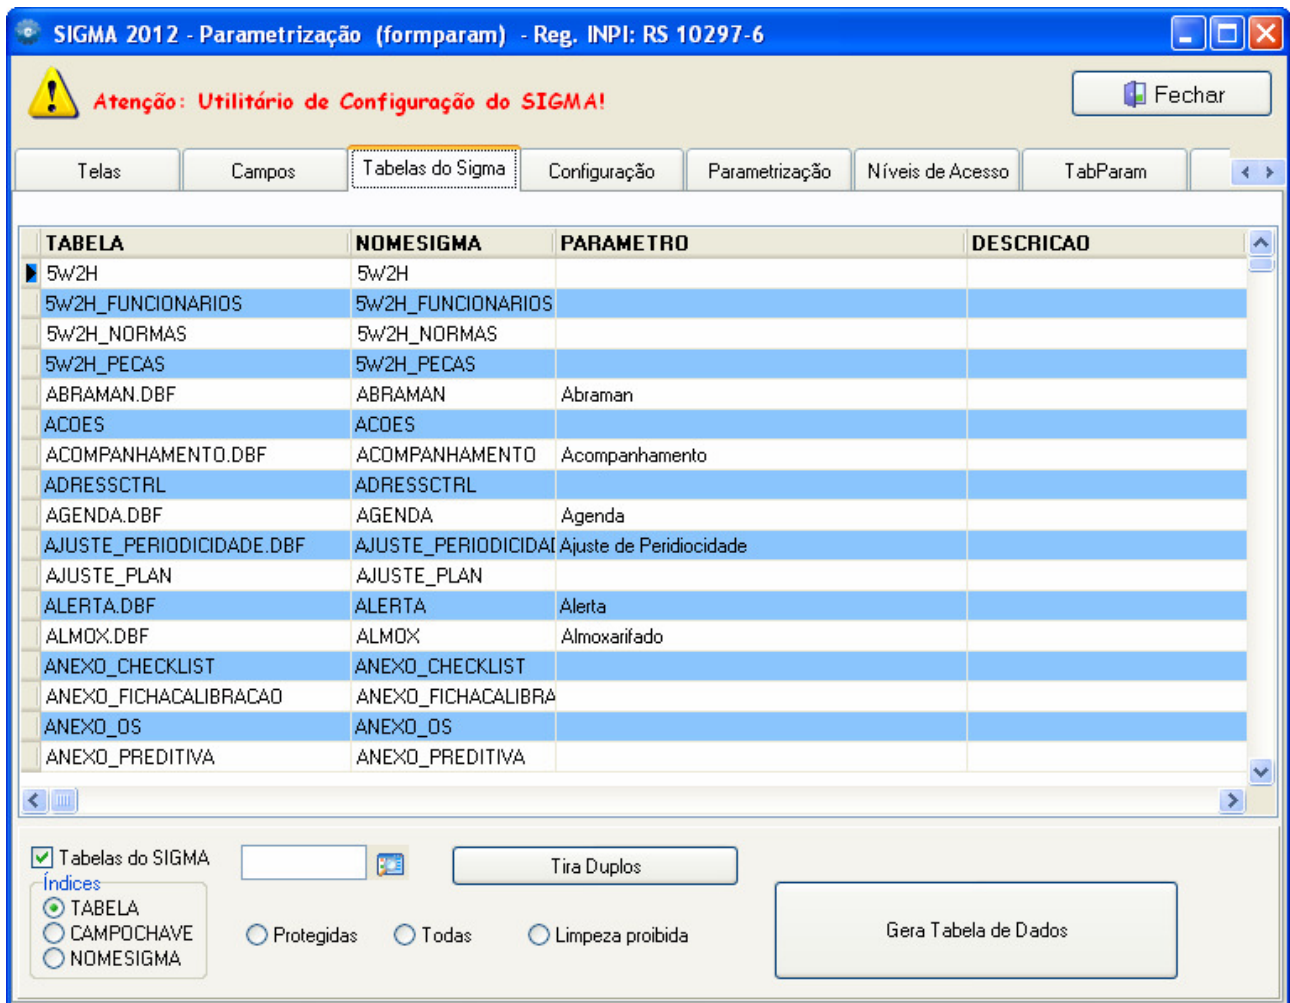 SIGMA 2012 - Parametrização (formparam) - Reg. INPI: RS 10297-6
Atenção: Utilitário de Configuração do SIGMA!
Fechar
Telas Campos Tabelas do Sigma Configuração Parametrização Níveis de Acesso TabParam
TABELA NOMESIGMA PARAMETRO DESCRICAO
5W2H 5W2H
5W2H_FUNCIONARIOS 5W2H_FUNCIONARIOS
5W2H_NORMAS 5W2H_NORMAS
5W2H_PECAS 5W2H_PECAS
ABRAMAN.DBF ABRAMAN Abraman
ACOES ACOES
ACOMPANHAMENTO.DBF ACOMPANHAMENTO Acompanhamento
ADRESSCTRL ADRESSCTRL
AGENDA.DBF AGENDA Agenda
AJUSTE_PERIODICIDADE.DBF AJUSTE_PERIODICIDA Ajuste de Peridiocidade
AJUSTE_PLAN AJUSTE_PLAN
ALERTA.DBF ALERTA Alerta
ALMOX.DBF ALMOX Almoxarifado
ANEXO_CHECKLIST ANEXO_CHECKLIST
ANEXO_FICHACALIBRACAO ANEXO_FICHACALIBRA
ANEXO_OS ANEXO_OS
ANEXO_PREDITIVA ANEXO_PREDITIVA
Tabelas do SIGMA Tira Duplos
Índices
TABELA
CAMPOCHAVE Protegidas Todas Limpeza proibida Gera Tabela de Dados
NOMESIGMA